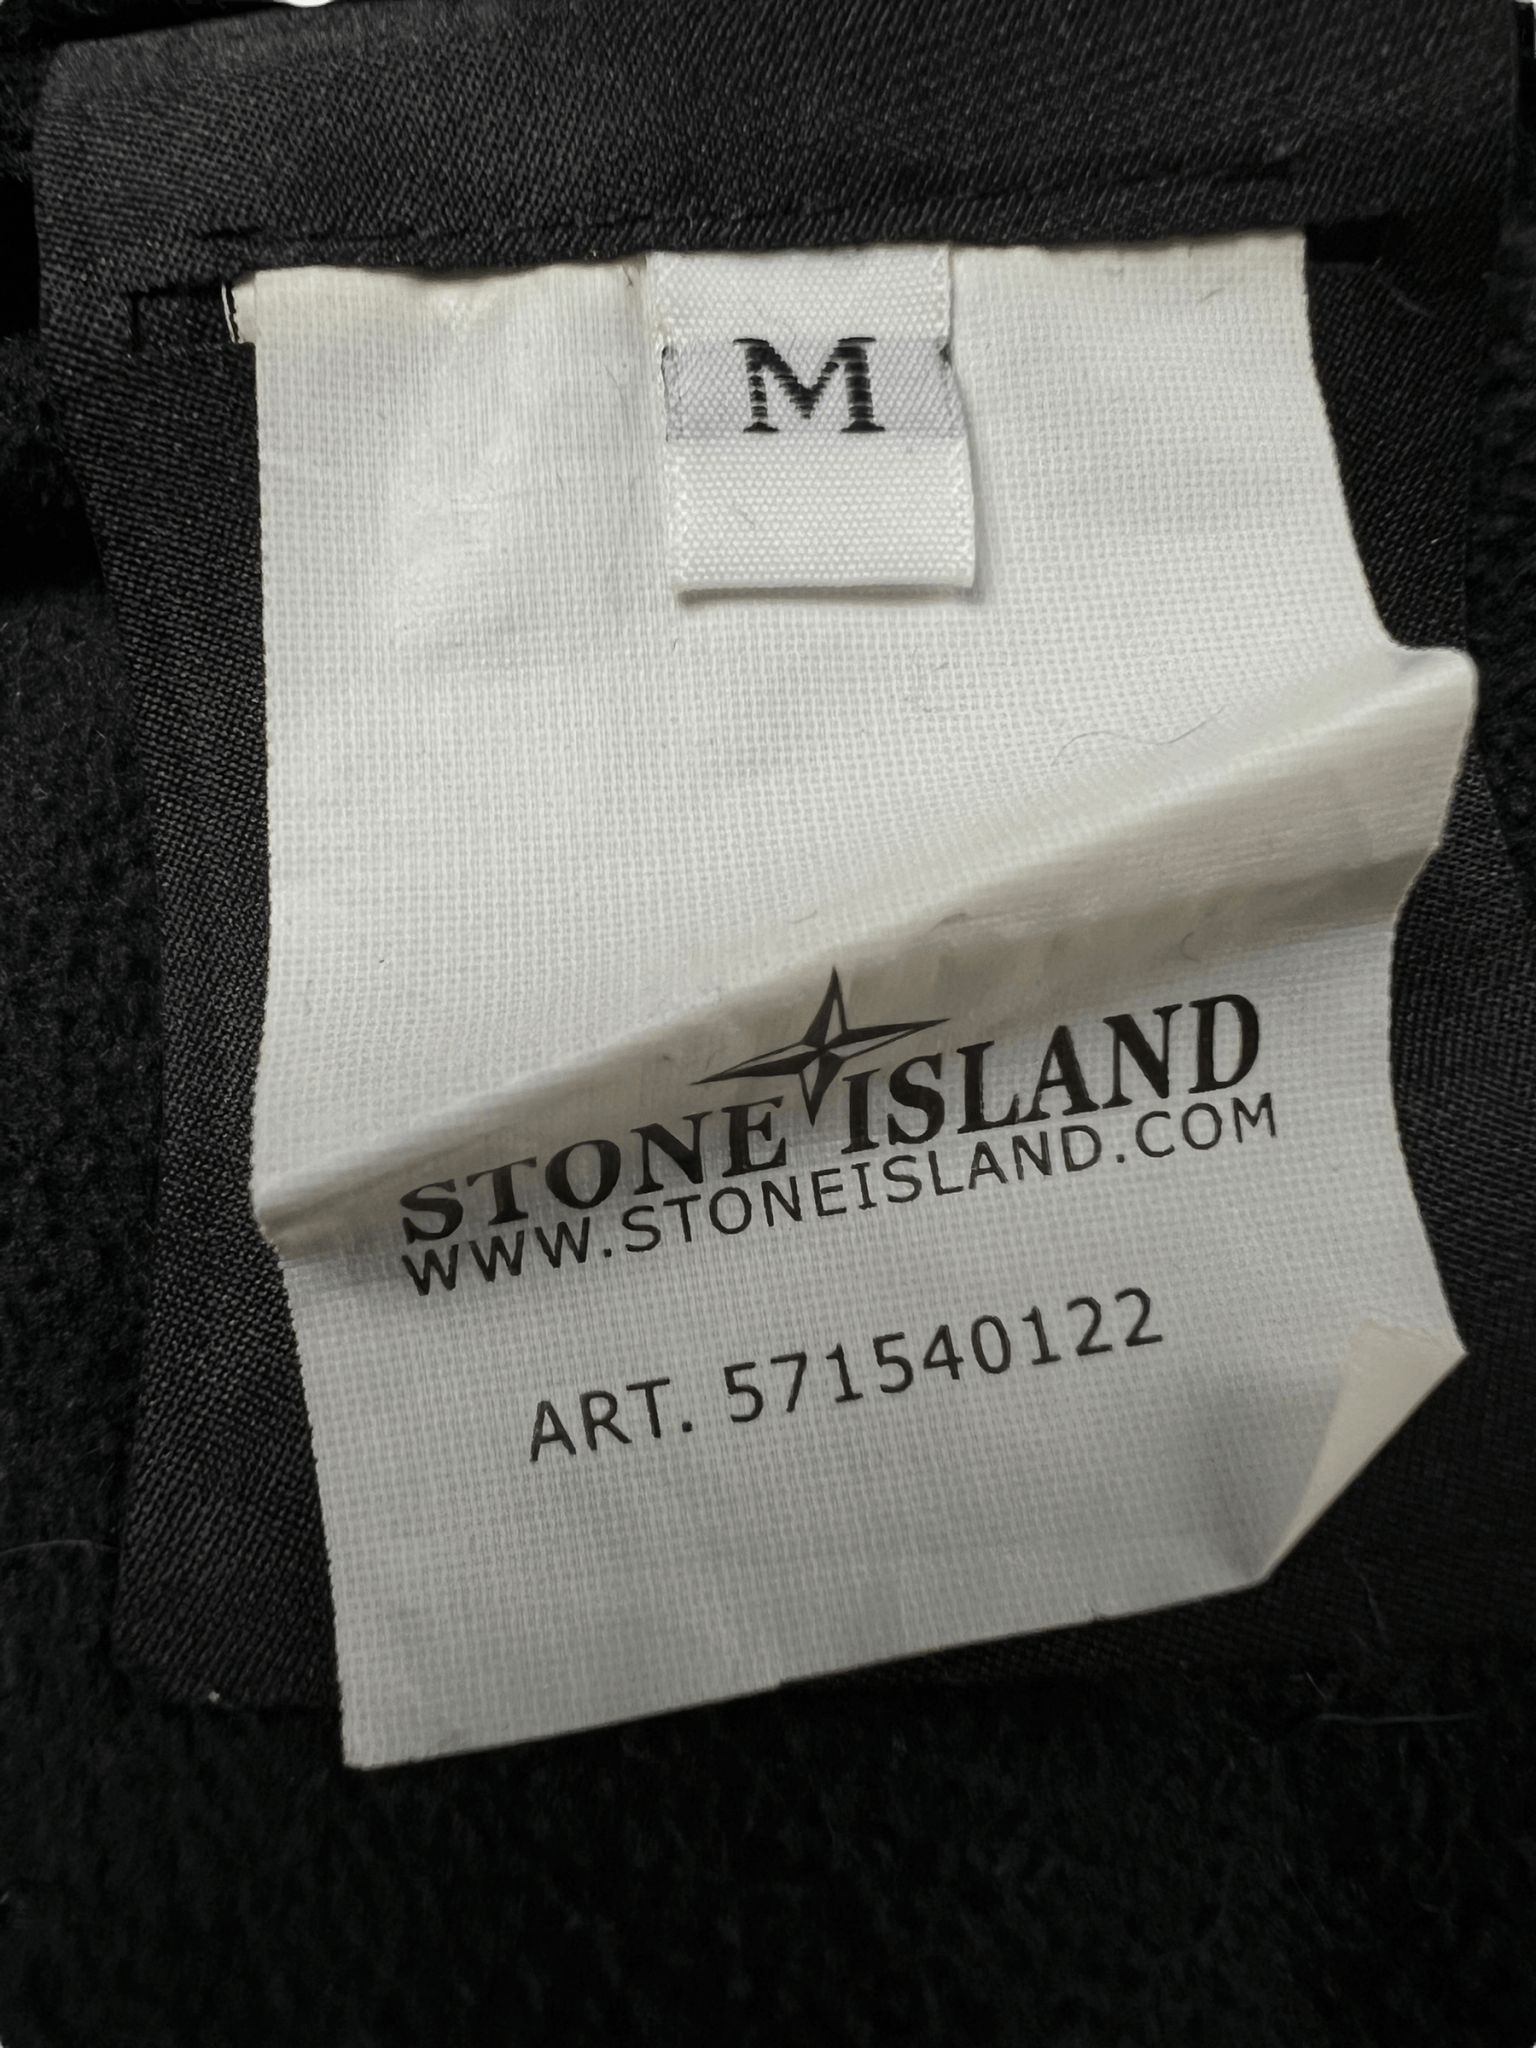 M
STONE ISLAND
WWW.STONEISLAND.COM
ART. 571540122